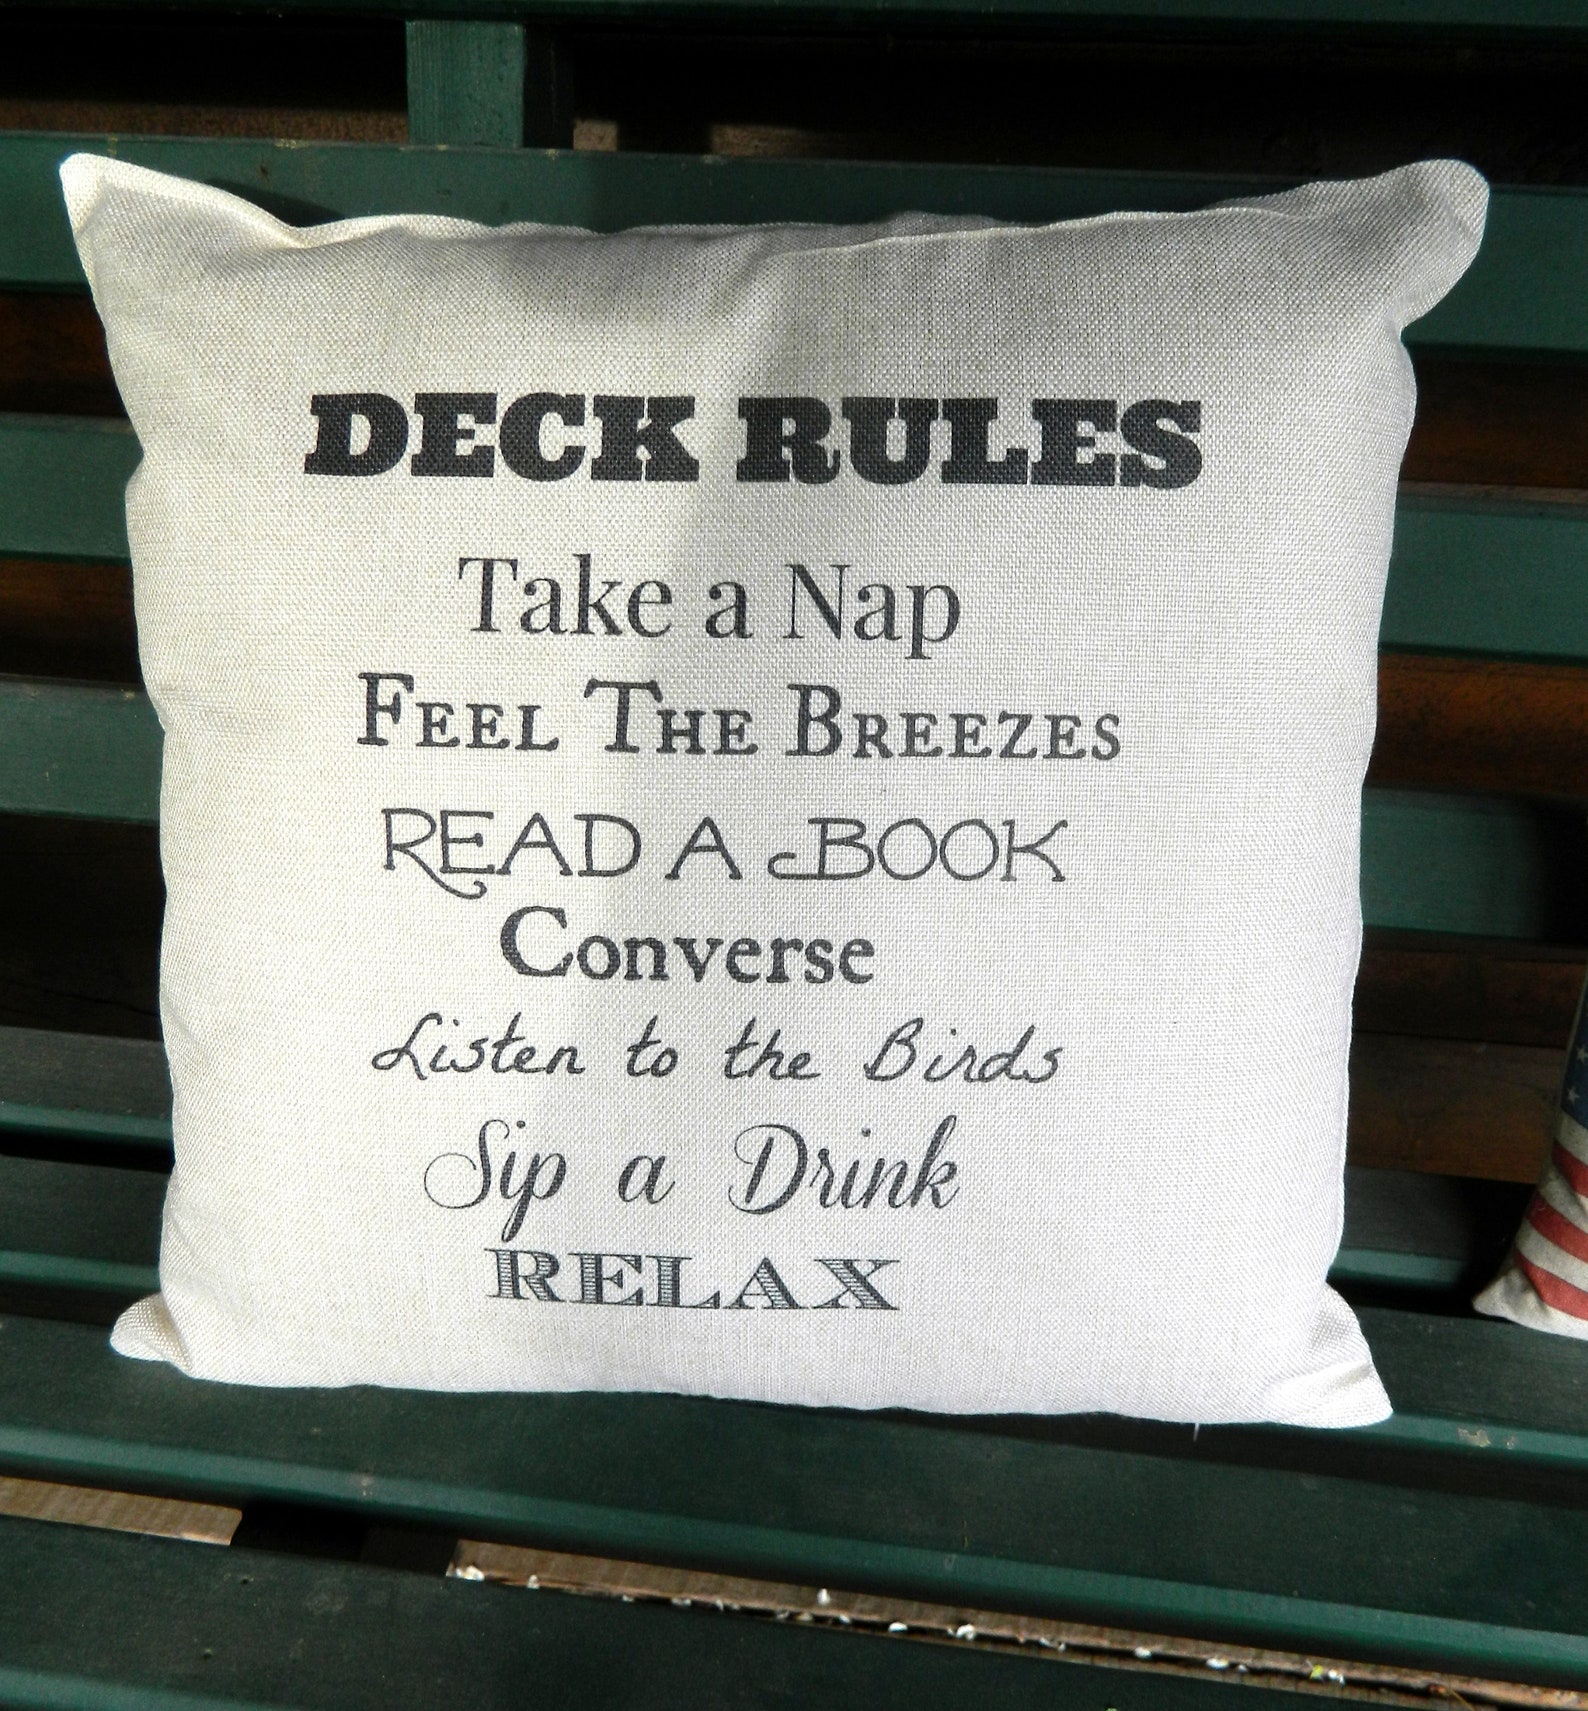 DECK RULES
Take a Nap
FEEL THE BREEZES
READ A BOOK
Converse
Listen to the Birds
Sip a Drink
RELAX